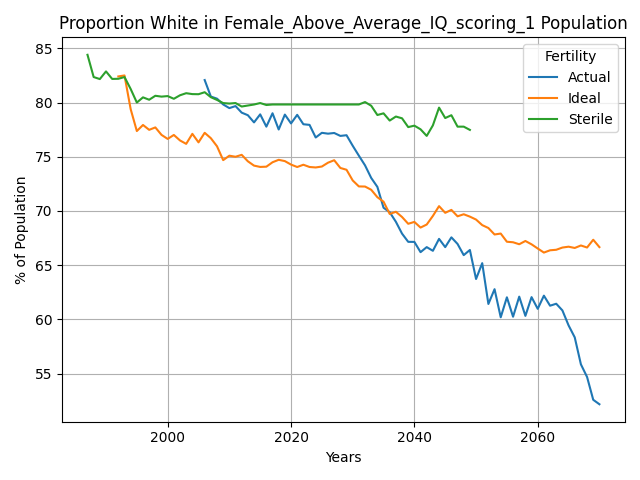 Proportion White in Female_Above_Average_IQ_scoring_1 Population
85
80
75
70
65
60
55
% of Population
Fertility
Actual
Ideal
Sterile
2000
2020
2040
2060
Years